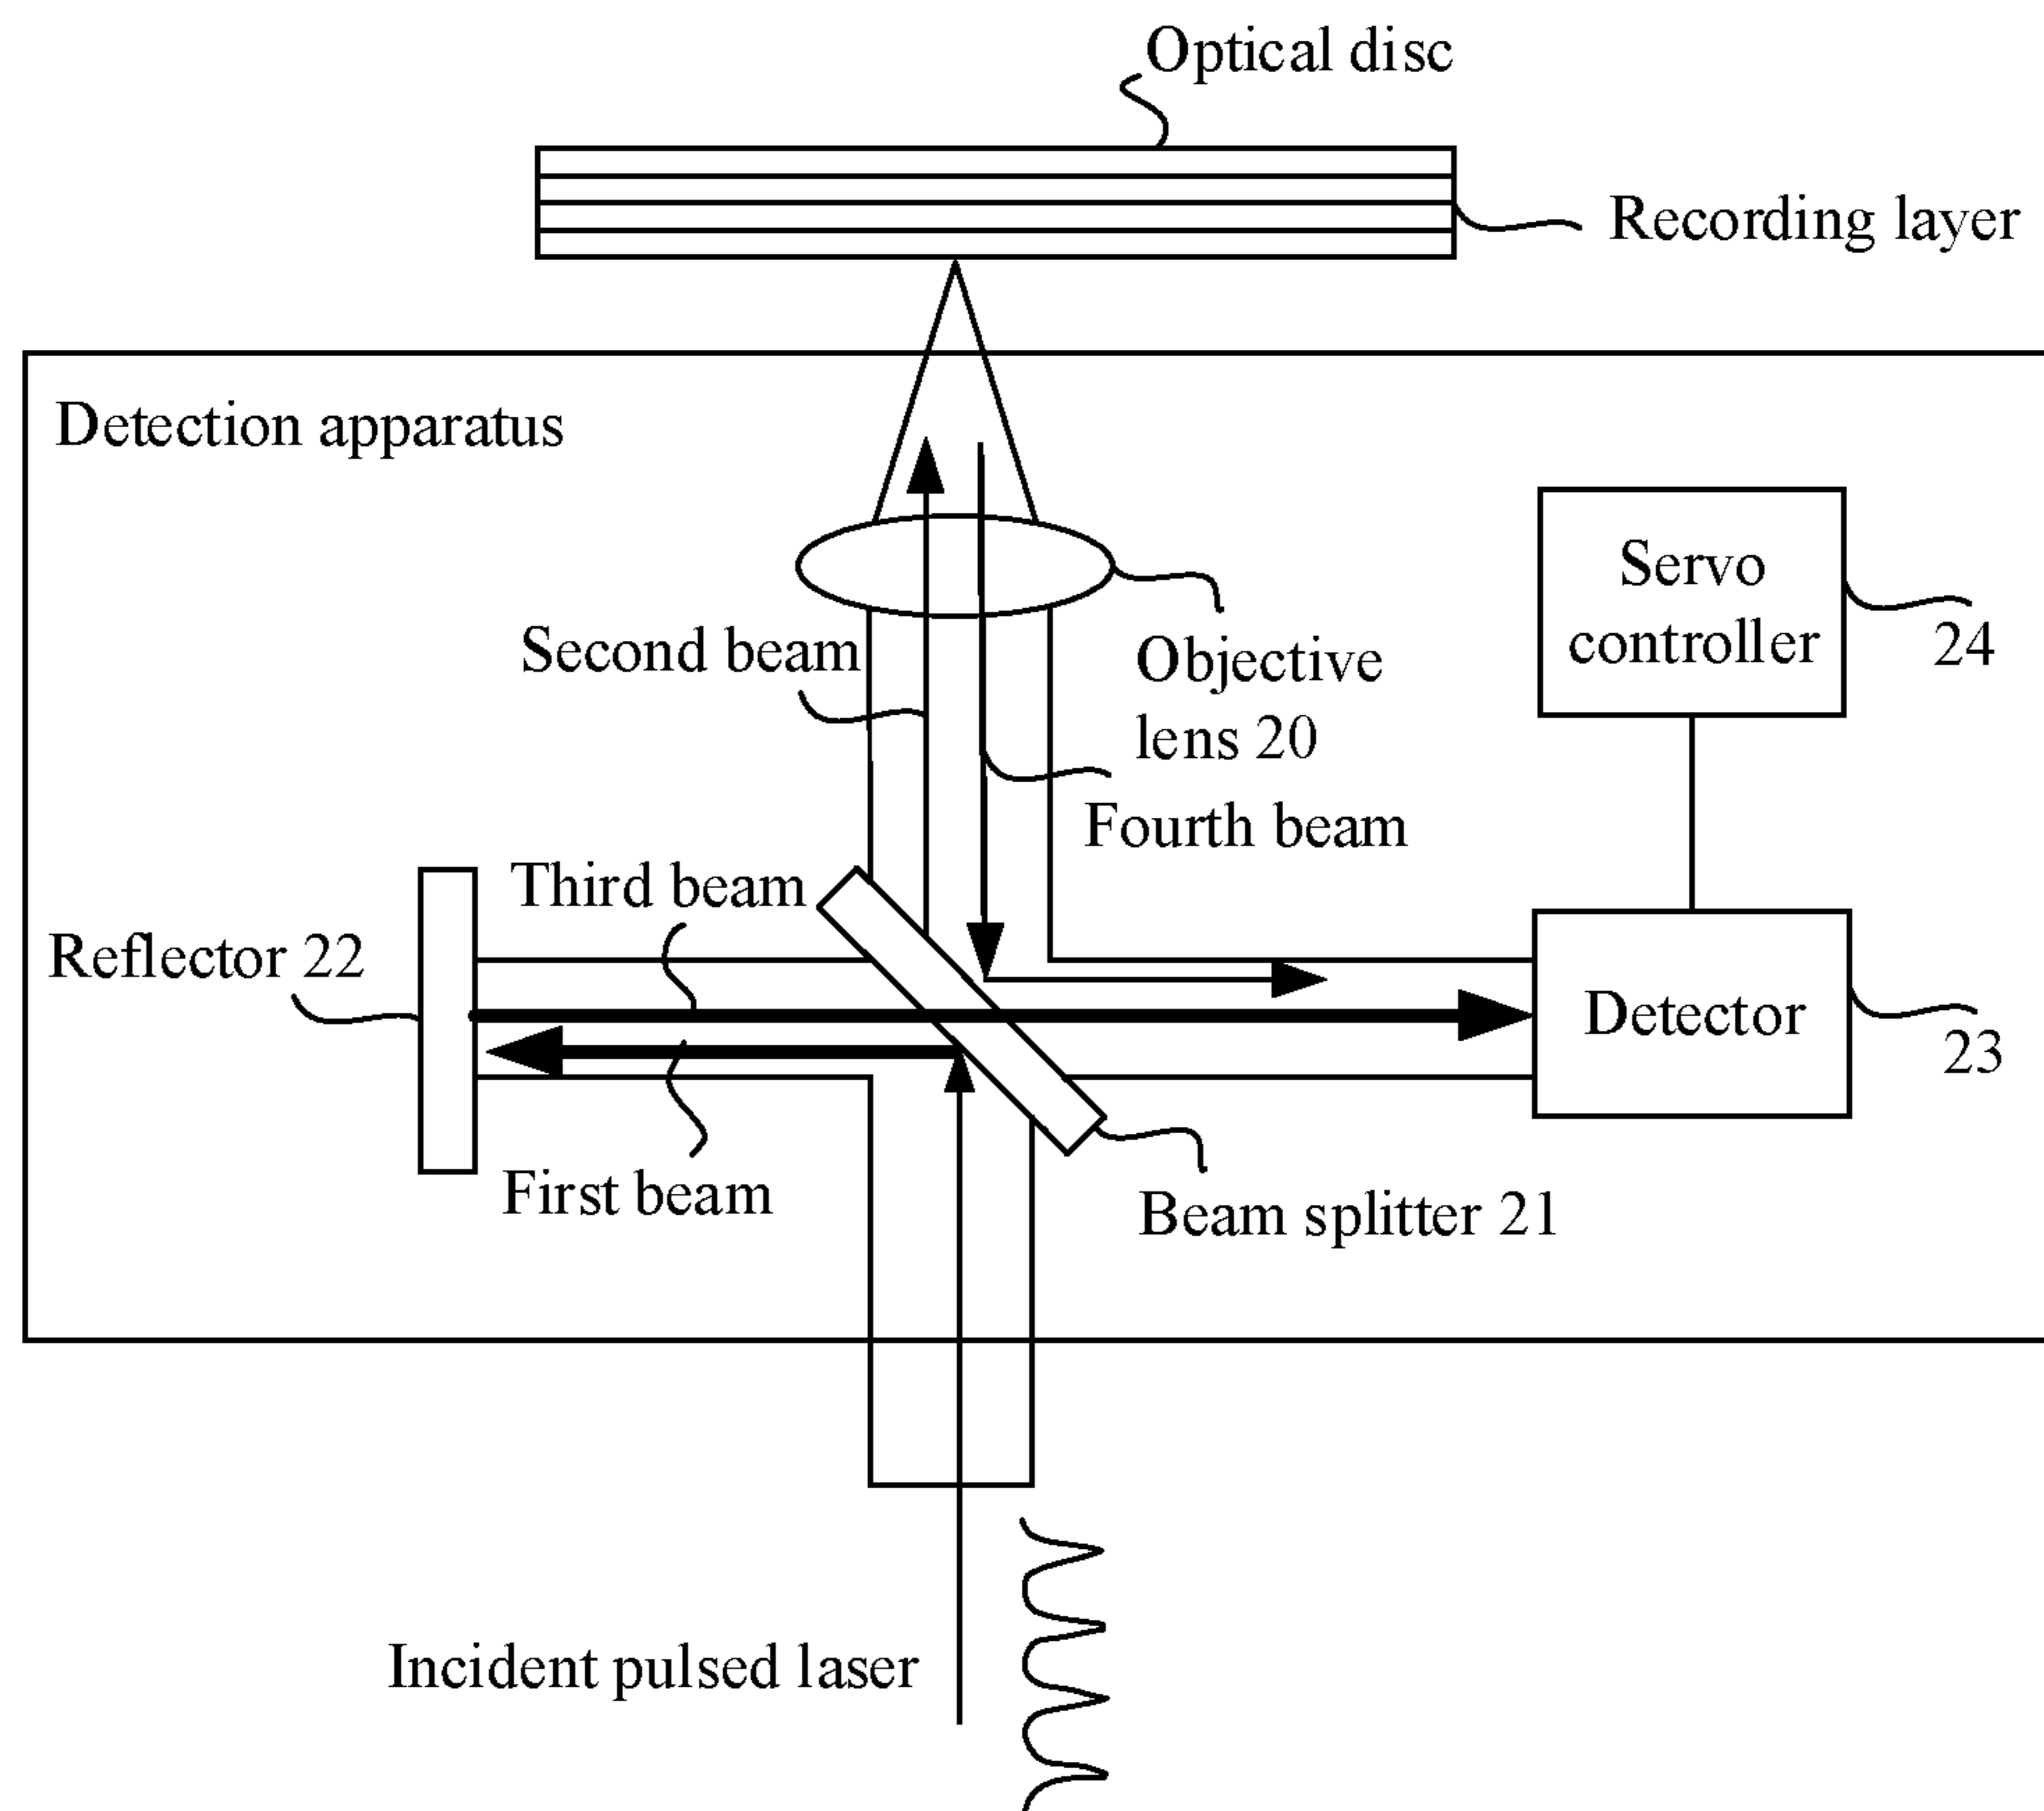 Optical disc
Recording layer
Detection apparatus
Servo
controller
24
Second beam
Objective
lens 20
Fourth beam
Third beam
Reflector 22
Detector
23
First beam
Beam splitter 21
Incident pulsed laser